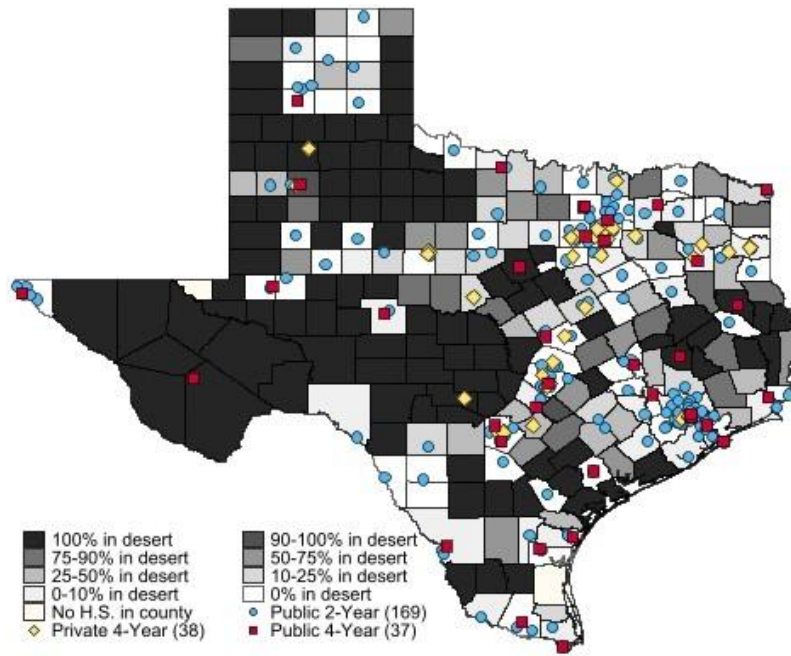 100% in desert
90-100% in desert
75-90% in desert
50-75% in desert
25-50% in desert
10-25% in desert
0-10% in desert
0% in desert
No H.S. in county
Public 2-Year (169)
Private 4-Year (38)
Public 4-Year (37)